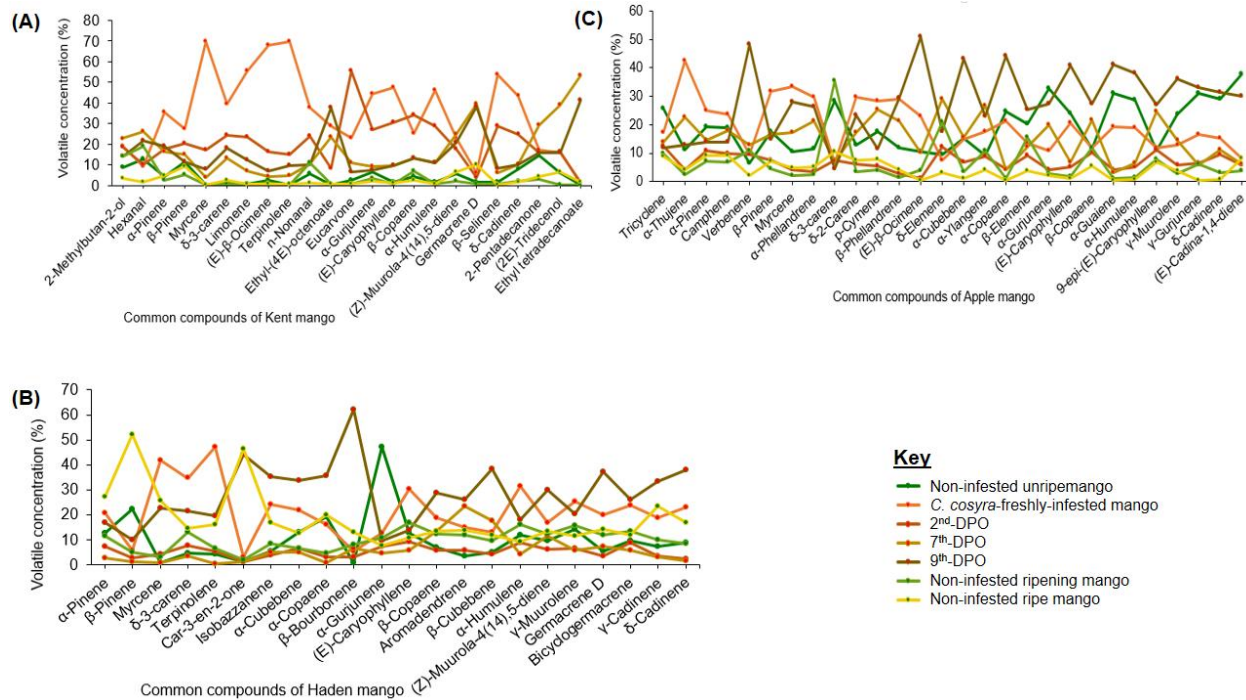 (A)
Volatile concentration (%)
80
70
60
50
40
30
20
10
0
2-Methylbutan-2-ol
Hexanal
α-Pinene
β-Pinene
Myrcene
δ-3-carene
Limonene
(E)-β-Ocimene
Terpinolene
n-Nonanal
Ethyl-(4E)-octenoate
Eucarvone
(E)-Caryophyllene
β-Copaene
α-Humulene
(Z)-Muurola-4(14),5-diene
Germacrene D
β-Selinene
δ-Cadinene
2-Pentadecanone
(2E)-Tridecenol
Ethyl tetradecanoate
Common compounds of Kent mango
(C)
Volatile concentration (%)
60
50
40
30
20
10
0
Tricyclene
α-Thujene
α-Pinene
Camphene
Verbenene
β-Pinene
Myrcene
α-Phellandrene
δ-3-carene
δ-2-Carene
p-Cymene
β-Phellandrene
(E)-β-Ocimene
δ-Elemene
α-Cubebene
α-Ylangene
α-Copaene
β-Elemene
α-Gurjunene
(E)-Caryophyllene
β-Copaene
α-Guaiene
α-Humulene
9-epi-(E)-Caryophyllene
γ-Muurolene
γ-Gurjunene
δ-Cadinene
(E)-Cadina-1,4-diene
Common compounds of Apple mango
(B)
Volatile concentration (%)
70
60
50
40
30
20
10
0
α-Pinene
β-Pinene
Myrcene
δ-3-carene
Terpinolene
Car-3-en-2-one
Isobazzanene
α-Cubebene
α-Copaene
β-Bourbonene
α-Gurjunene
(E)-Caryophyllene
β-Copaene
Aromadendrene
β-Cubebene
α-Humulene
(Z)-Muurola-4(14),5-diene
γ-Muurolene
Germacrene D
Bicyclogermacrene
γ-Cadinene
δ-Cadinene
Common compounds of Haden mango
Key
Non-infested unripemango
C. cosyra-freshly-infested mango
2nd-DPO
7th-DPO
9th-DPO
Non-infested ripening mango
Non-infested ripe mango